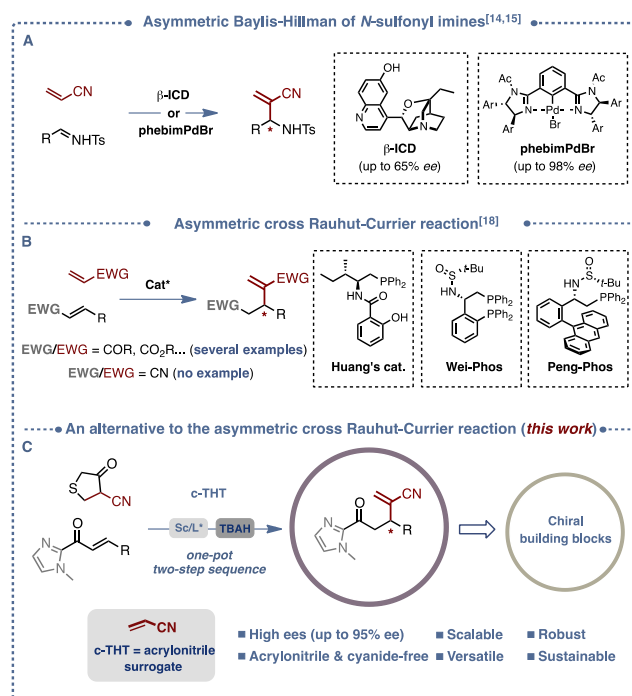 Asymmetric Baylis-Hillman of N-sulfonyl imines[14,15]
A
CN
R NHTs
β-ICD
or
phebimPdBr
CN
R NHTs
*
OH
N
O
N
β-ICD
(up to 65% ee)
Ac Ac
N N
Ar Ar
N Pd N
Ar Br Ar
phebimPdBr
(up to 98% ee)
Asymmetric cross Rauhut-Currier reaction[18]
B
EWG
EWG R
Cat*
EWG
EWG R
*
EWG/EWG = COR, CO2R... (several examples)
EWG/EWG = CN (no example)
PPh2
HN O
OH
Huang's cat.
O S t-Bu
HN
PPh2
PPh2
Wei-Phos
O
HN S t-Bu
PPh2
Peng-Phos
An alternative to the asymmetric cross Rauhut-Currier reaction (this work)
C
O
S
CN
O
N R
N
c-THT
Sc/L* TBAH
one-pot
two-step sequence
CN
O
N R
*
N
Chiral
building blocks
CN
c-THT = acrylonitrile
surrogate
High ees (up to 95% ee) Scalable Robust
Acrylonitrile & cyanide-free Versatile Sustainable